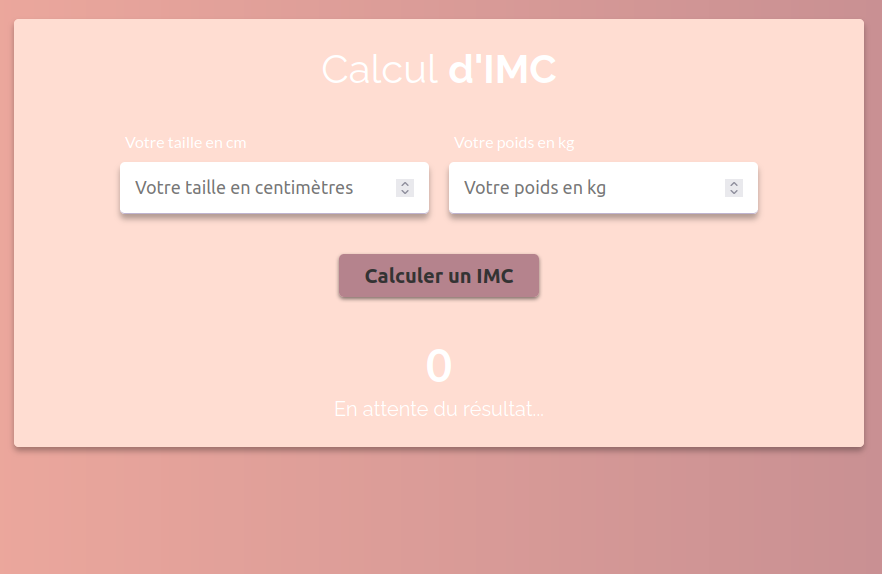 Calcul d'IMC
Votre taille en cm
Votre poids en kg
Votre taille en centimètres
Votre poids en kg
Calculer un IMC
0
En attente du résultat...